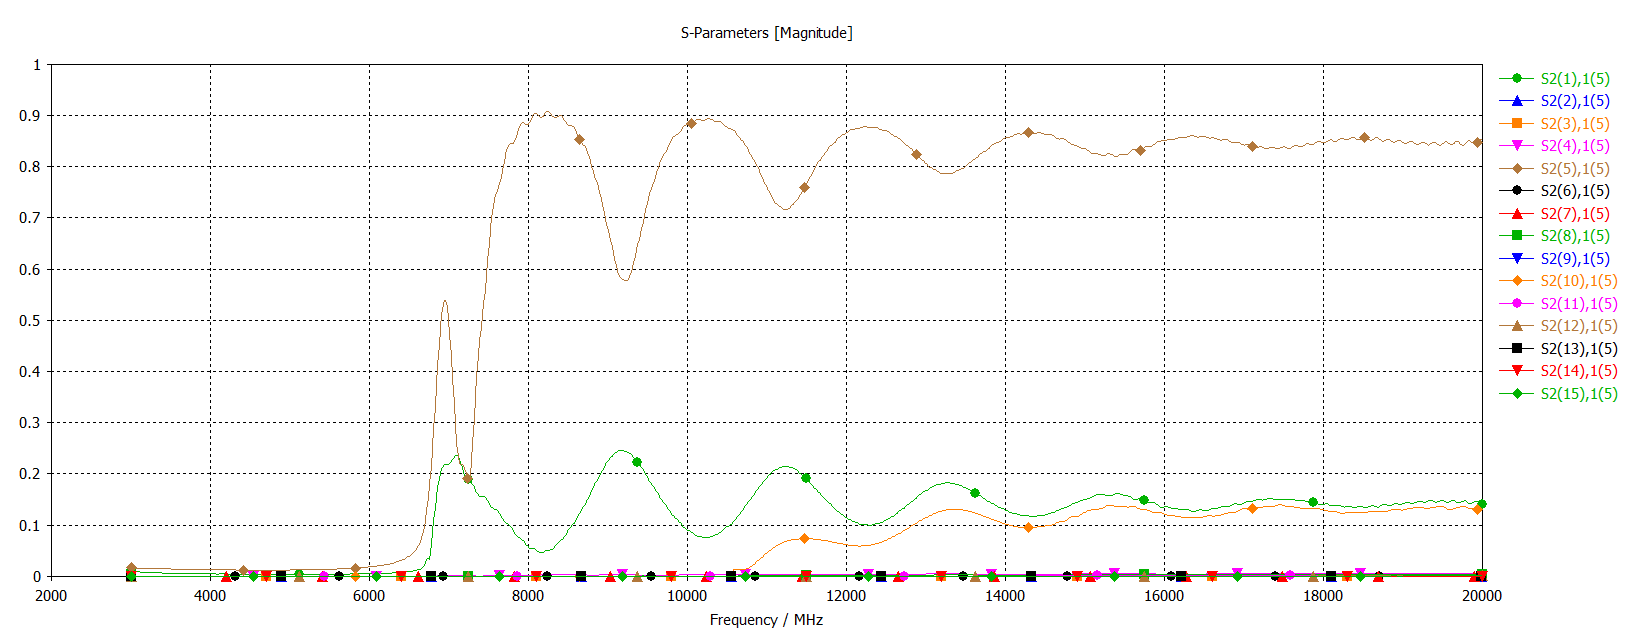 S-Parameters [Magnitude]
1
0.9
0.8
0.7
0.6
0.5
0.4
0.3
0.2
0.1
0
2000 4000 6000 8000 10000 12000 14000 16000 18000 20000
Frequency / MHz
S2(1),1(5)
S2(2),1(5)
S2(3),1(5)
S2(4),1(5)
S2(5),1(5)
S2(6),1(5)
S2(7),1(5)
S2(8),1(5)
S2(9),1(5)
S2(10),1(5)
S2(11),1(5)
S2(12),1(5)
S2(13),1(5)
S2(14),1(5)
S2(15),1(5)